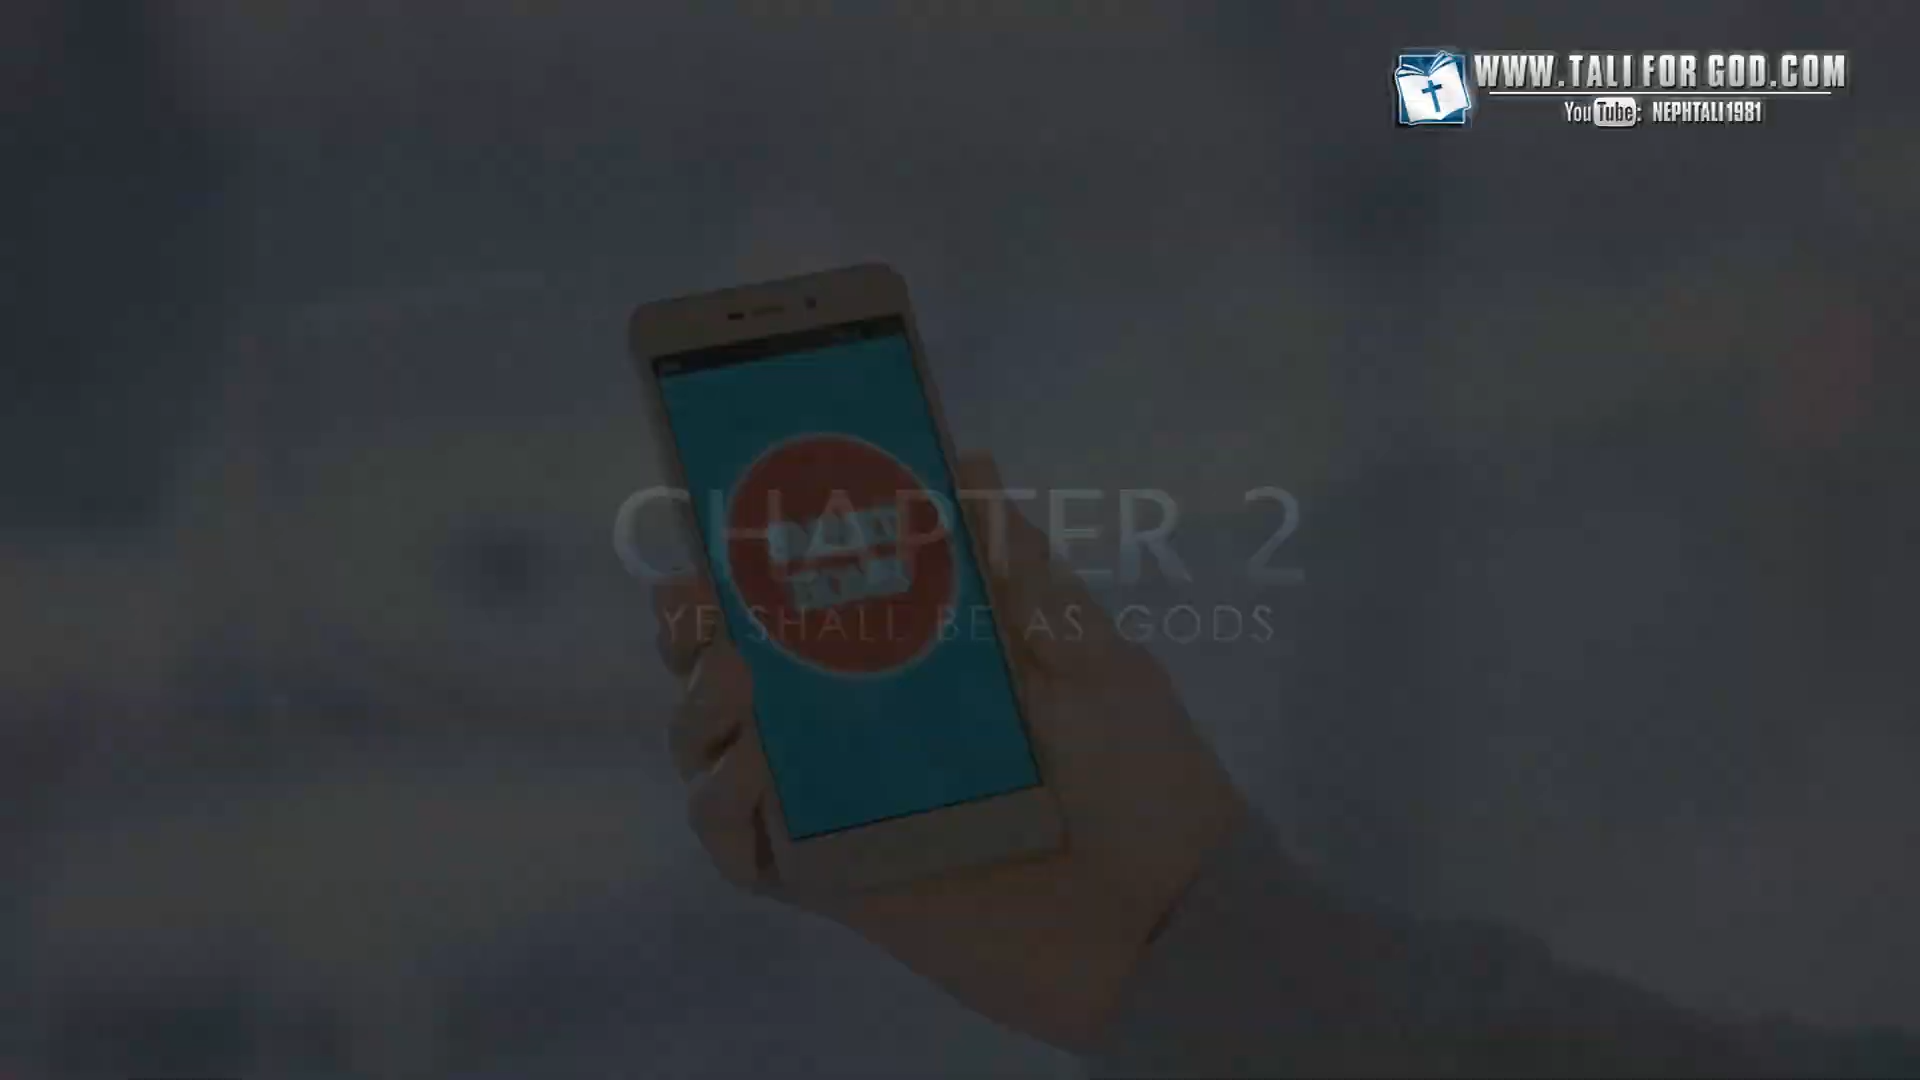 WWW.TALI FOR GOD.COM
YouTube: NEPHTALI1981
CHAPTER 2
YE SHALL BE AS GODS